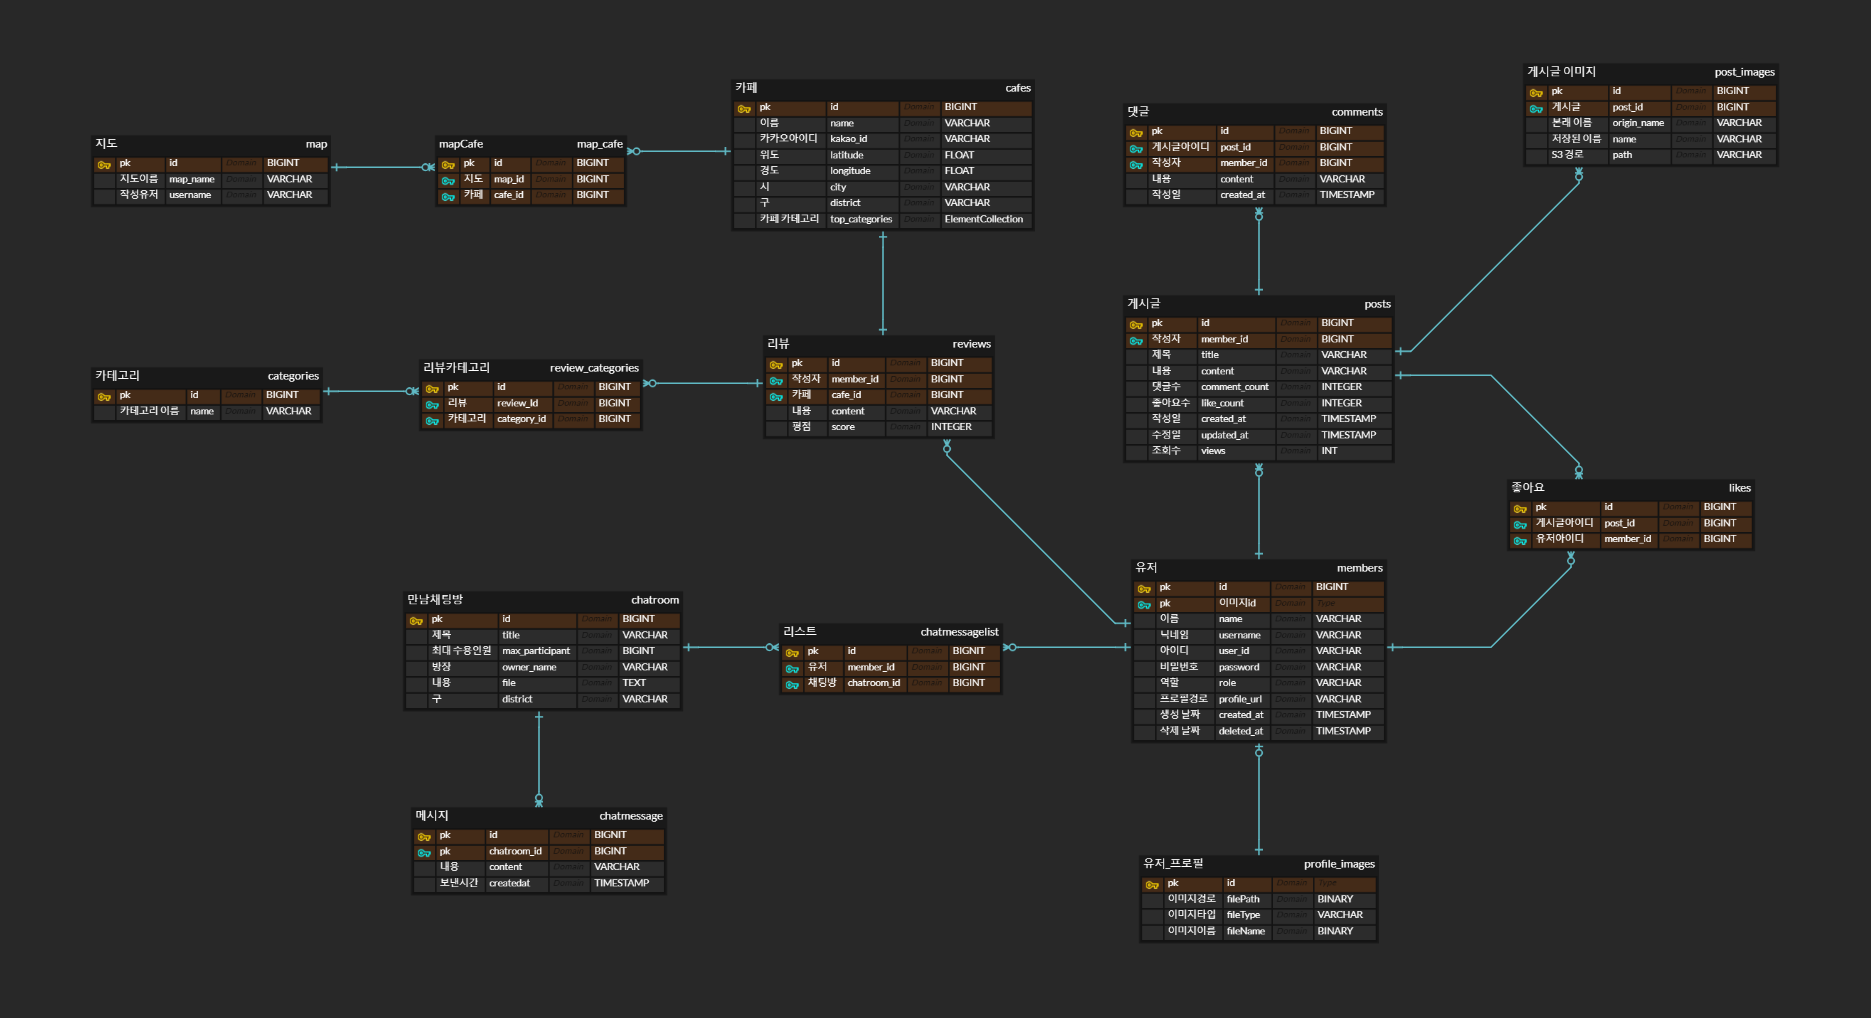 지도 map
pk id Domain BIGINT
지도이름 map_name Domain VARCHAR
작성유저 username Domain VARCHAR
mapCafe map_cafe
pk id Domain BIGINT
지도 map_id Domain BIGINT
카페 cafe_id Domain BIGINT
카페 cafes
pk id Domain BIGINT
이름 name Domain VARCHAR
카카오아이디 kakao_id Domain VARCHAR
위도 latitude Domain FLOAT
경도 longitude Domain FLOAT
시 city Domain VARCHAR
구 district Domain VARCHAR
카페 카테고리 top_categories Domain ElementCollection
댓글 comments
pk id Domain BIGINT
게시글아이디 post_id Domain BIGINT
작성자 member_id Domain BIGINT
내용 content Domain VARCHAR
작성일 created_at Domain TIMESTAMP
게시글 이미지 post_images
pk id Domain BIGINT
게시글 post_id Domain BIGINT
본래 이름 origin_name Domain VARCHAR
저장된 이름 name Domain VARCHAR
S3 경로 path Domain VARCHAR
카테고리 categories
pk id Domain BIGINT
카테고리 이름 name Domain VARCHAR
리뷰카테고리 review_categories
pk id Domain BIGINT
리뷰 review_Id Domain BIGINT
카테고리 category_id Domain BIGINT
리뷰 reviews
pk id Domain BIGINT
작성자 member_id Domain BIGINT
카페 cafe_id Domain BIGINT
내용 content Domain VARCHAR
평점 score Domain INTEGER
게시글 posts
pk id Domain BIGINT
작성자 member_id Domain BIGINT
제목 title Domain VARCHAR
내용 content Domain VARCHAR
댓글수 comment_count Domain INTEGER
좋아요수 like_count Domain INTEGER
작성일 created_at Domain TIMESTAMP
수정일 updated_at Domain TIMESTAMP
조회수 views Domain INT
좋아요 likes
pk id Domain BIGINT
게시글아이디 post_id Domain BIGINT
유저아이디 member_id Domain BIGINT
만남채팅방 chatroom
pk id Domain BIGINT
제목 title Domain VARCHAR
최대 수용인원 max_participant Domain BIGINT
방장 owner_name Domain VARCHAR
내용 file Domain TEXT
구 district Domain VARCHAR
리스트 chatmessagelist
pk id Domain BIGNIT
유저 member_id Domain BIGINT
채팅방 chatroom_id Domain BIGINT
유저 members
pk id Domain BIGINT
pk 이미지id Domain Type
이름 name Domain VARCHAR
닉네임 username Domain VARCHAR
아이디 user_id Domain VARCHAR
비밀번호 password Domain VARCHAR
역할 role Domain VARCHAR
프로필경로 profile_url Domain VARCHAR
생성 날짜 created_at Domain TIMESTAMP
삭제 날짜 deleted_at Domain TIMESTAMP
메시지 chatmessage
pk id Domain BIGNIT
pk chatroom_id Domain BIGINT
내용 content Domain VARCHAR
보낸시간 createdat Domain TIMESTAMP
유저_프로필 profile_images
pk id Domain Type
이미지경로 filePath Domain BINARY
이미지타입 fileType Domain VARCHAR
이미지이름 fileName Domain BINARY